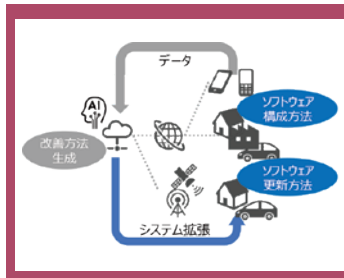 データ
AI
ソフトウェア
構成方法
改善方法
生成
ソフトウェア
更新方法
システム拡張